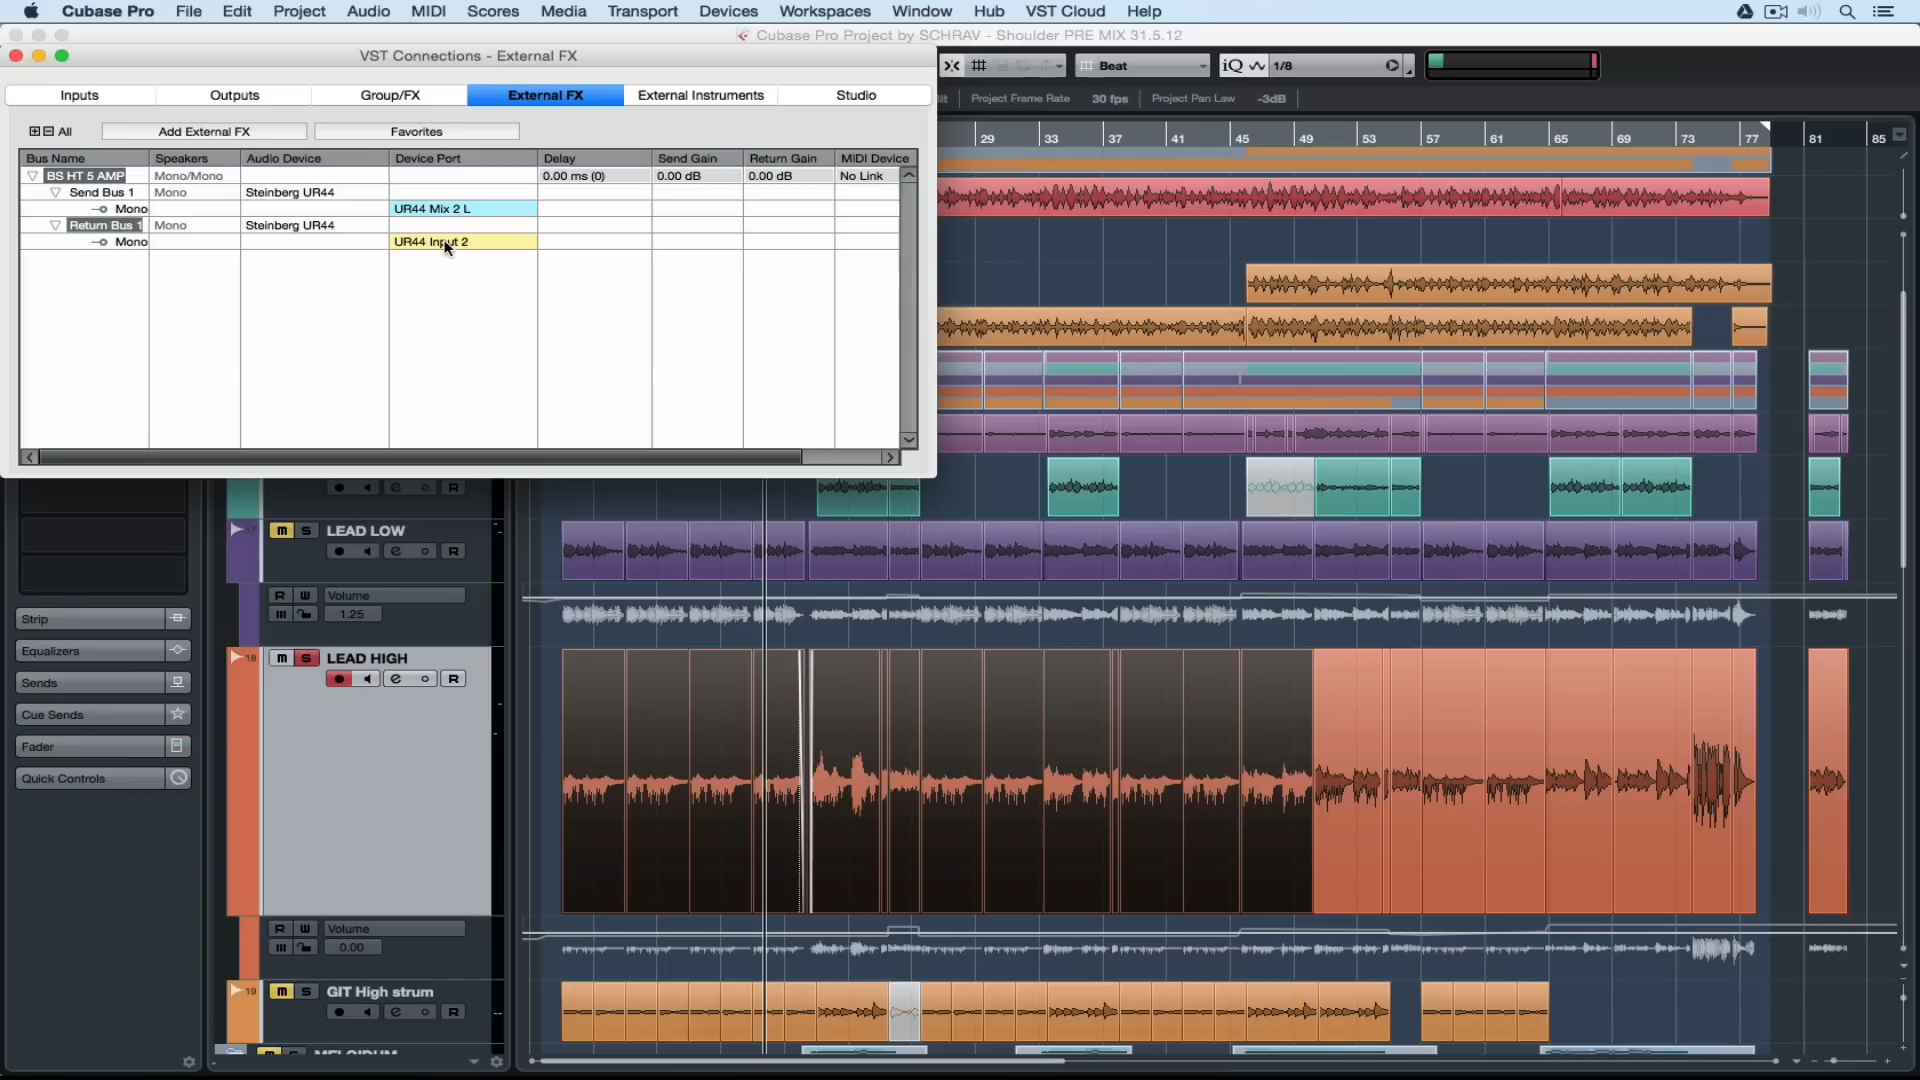 Cubase Pro File Edit Project Audio MIDI Scores Media Transport Devices Workspaces Window Hub VST Cloud Help
Cubase Pro Project by SCHRAV - Shoulder PRE MIX 31.5.12
VST Connections - External FX
Beat
iQ
1/8
Inputs Outputs Group/FX External FX External Instruments Studio
Project Frame Rate 30 fps Project Pan Law -3dB
All Add External FX Favorites
29 33 37 41 45 49 53 57 61 65 69 73 77 81 85
Bus Name Speakers Audio Device Device Port Delay Send Gain Return Gain MIDI Device
BS HT 5 AMP Mono/Mono 0.00 ms (0) 0.00 dB 0.00 dB No Link
Send Bus 1 Mono Steinberg UR44
Mono UR44 Mix 2 L
Return Bus 1 Mono Steinberg UR44
Mono UR44 Input 2
R
m S LEAD LOW
R
R W Volume
1.25
Strip
Equalizers
18 m S LEAD HIGH
Sends
R
Cue Sends
Fader
Quick Controls
R W Volume
0.00
19 m S GIT High strum
R